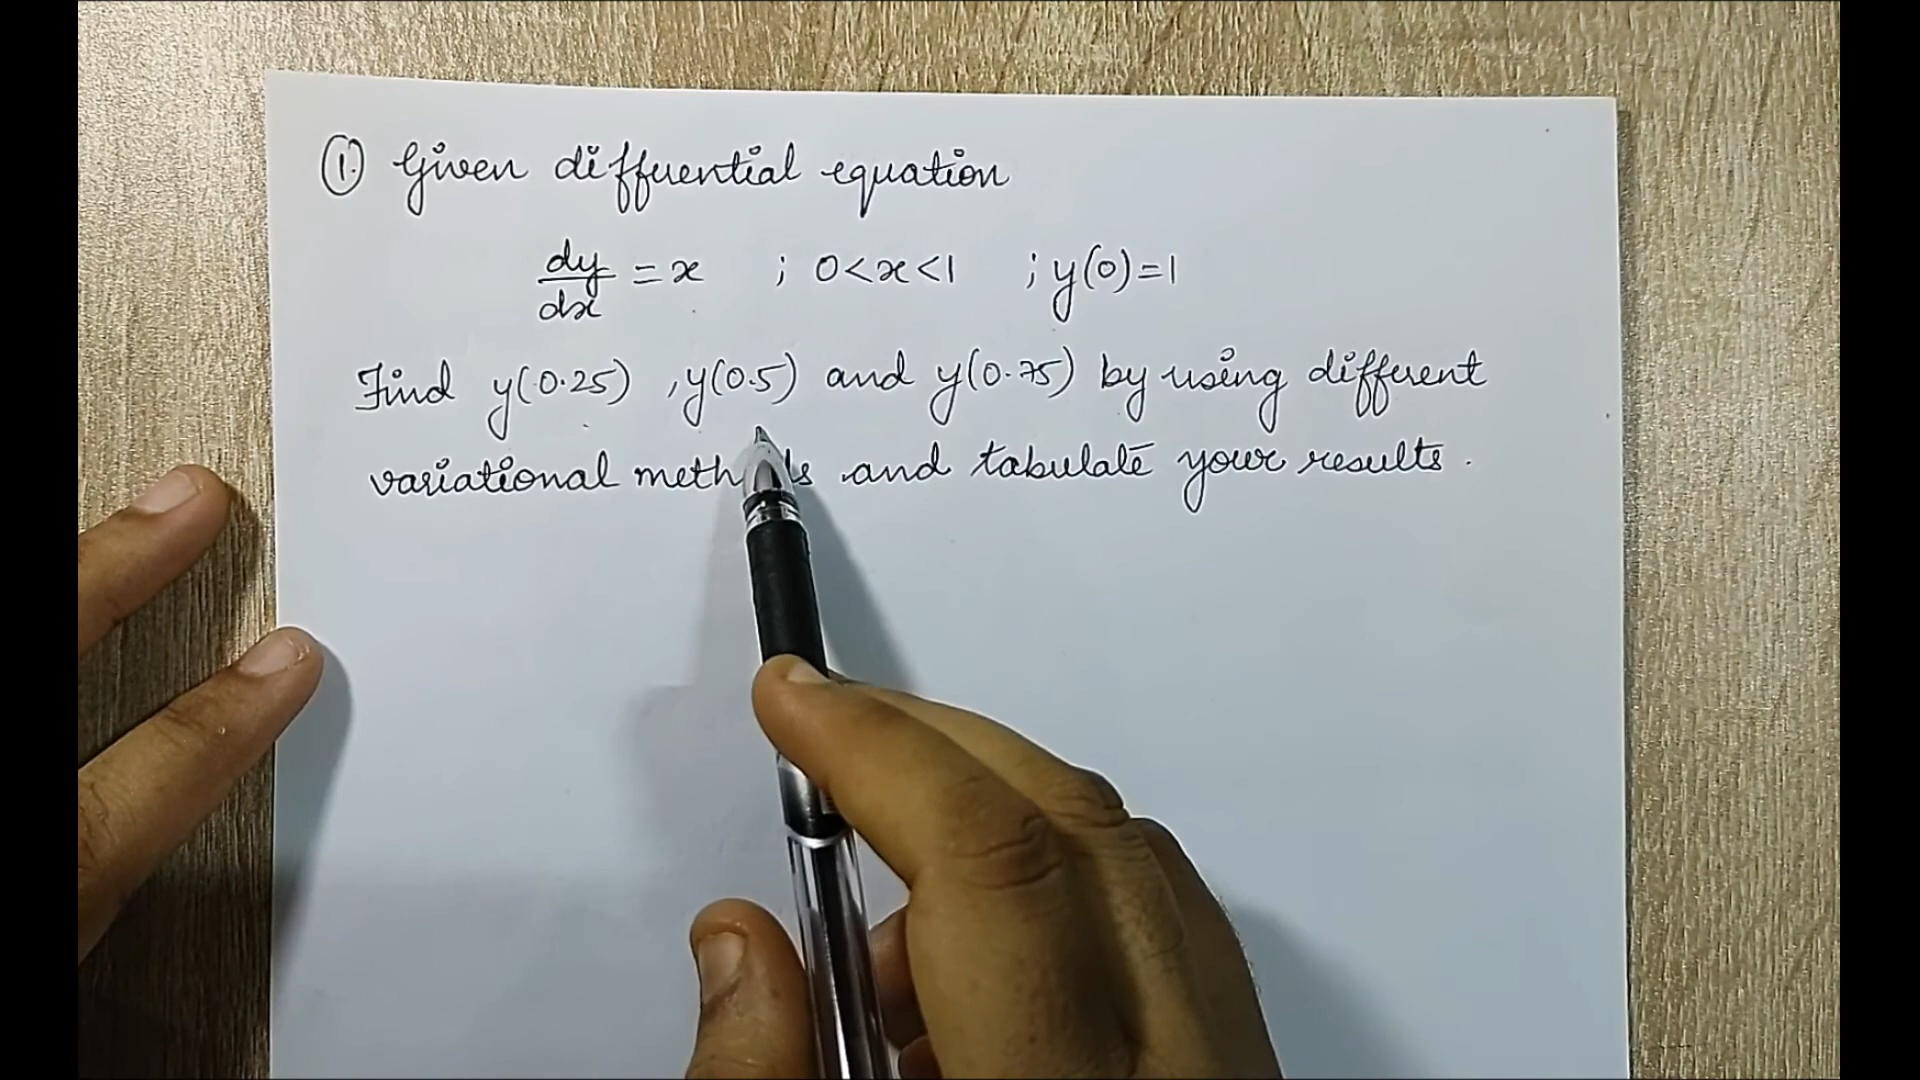 1. Given differential equation
dy/dx = x ; 0<x<1 ; y(0)=1
Find y(0.25), y(0.5) and y(0.75) by using different
variational and tabulate your results.